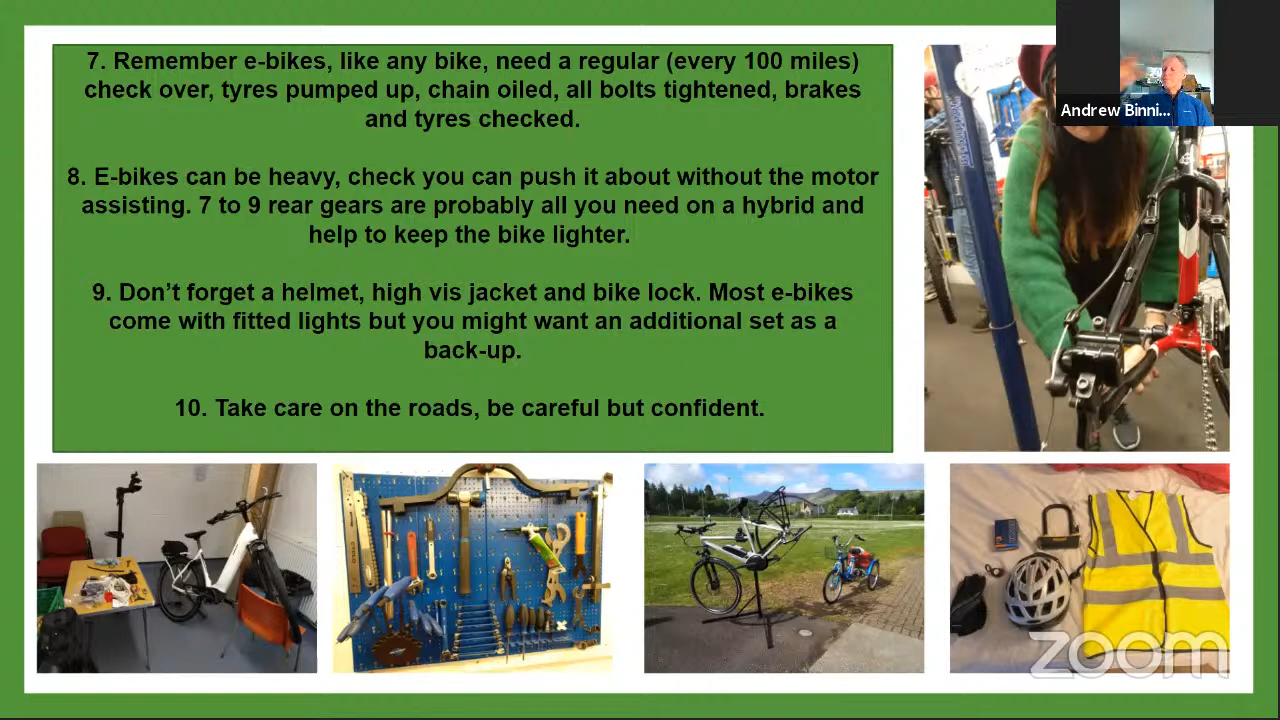 7. Remember e-bikes, like any bike, need a regular (every 100 miles)
check over, tyres pumped up, chain oiled, all bolts tightened, brakes
and tyres checked.
8. E-bikes can be heavy, check you can push it about without the motor
assisting. 7 to 9 rear gears are probably all you need on a hybrid and
help to keep the bike lighter.
9. Don’t forget a helmet, high vis jacket and bike lock. Most e-bikes
come with fitted lights but you might want an additional set as a
back-up.
10. Take care on the roads, be careful but confident.
Andrew Binni...
zoom